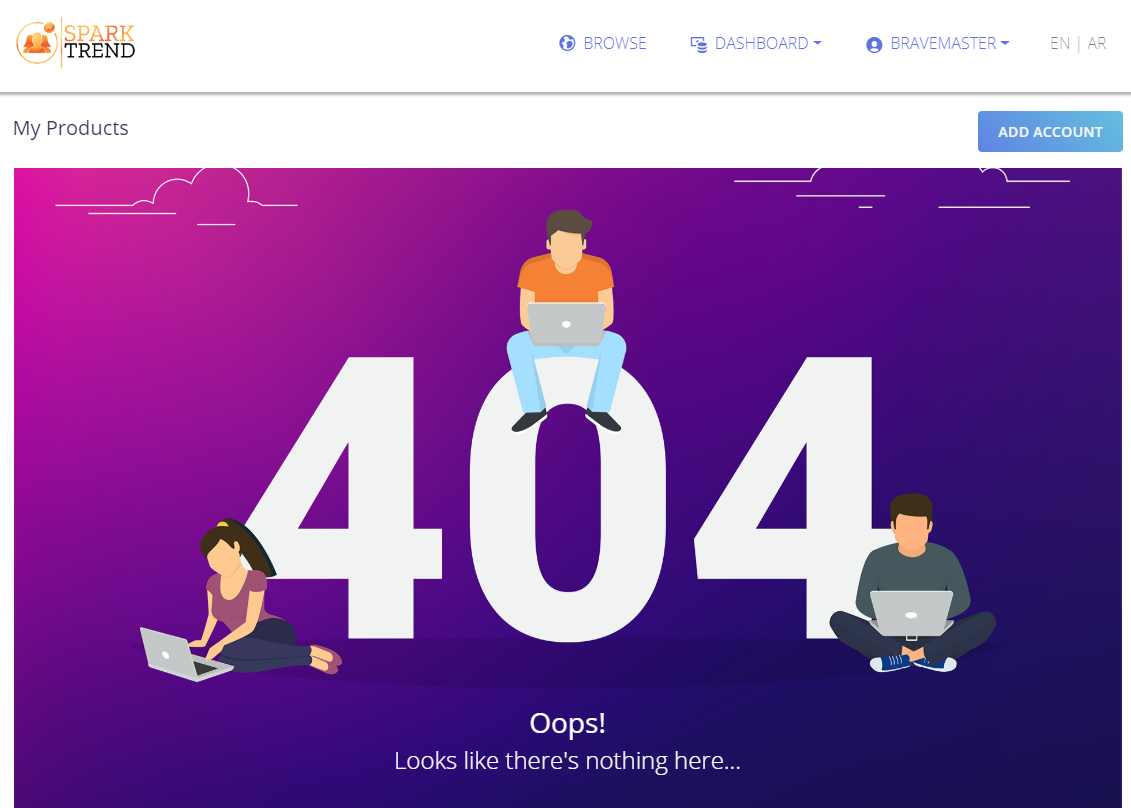 SPARK
TREND
BROWSE
DASHBOARD
BRAVEMASTER
EN | AR
My Products
ADD ACCOUNT
404
Oops!
Looks like there's nothing here...